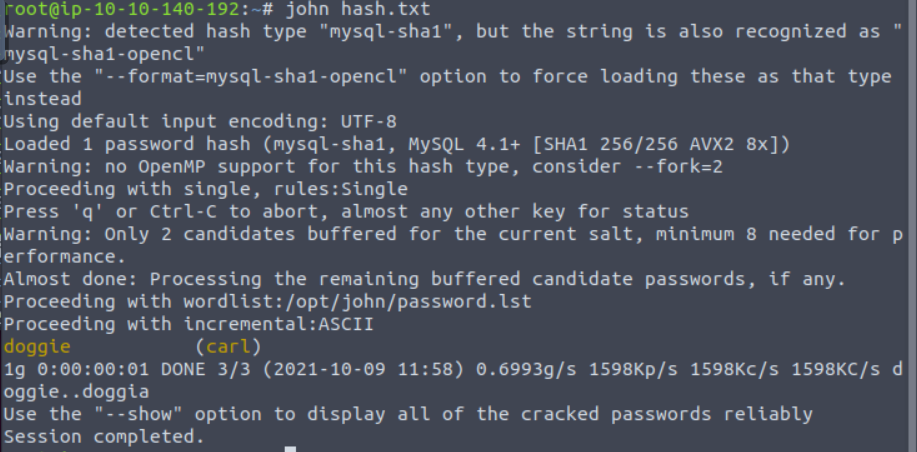 root@ip-10-10-140-192:~# john hash.txt
Warning: detected hash type "mysql-sha1", but the string is also recognized as "
mysql-sha1-opencl"
Use the "--format=mysql-sha1-opencl" option to force loading these as that type
instead
Using default input encoding: UTF-8
Loaded 1 password hash (mysql-sha1, MySQL 4.1+ [SHA1 256/256 AVX2 8x])
Warning: no OpenMP support for this hash type, consider --fork=2
Proceeding with single, rules:Single
Press 'q' or Ctrl-C to abort, almost any other key for status
Warning: Only 2 candidates buffered for the current salt, minimum 8 needed for p
erformance.
Almost done: Processing the remaining buffered candidate passwords, if any.
Proceeding with wordlist:/opt/john/password.lst
Proceeding with incremental:ASCII
doggie           (carl)
1g 0:00:00:01 DONE 3/3 (2021-10-09 11:58) 0.6993g/s 1598Kp/s 1598Kc/s 1598KC/s d
oggie..doggia
Use the "--show" option to display all of the cracked passwords reliably
Session completed.